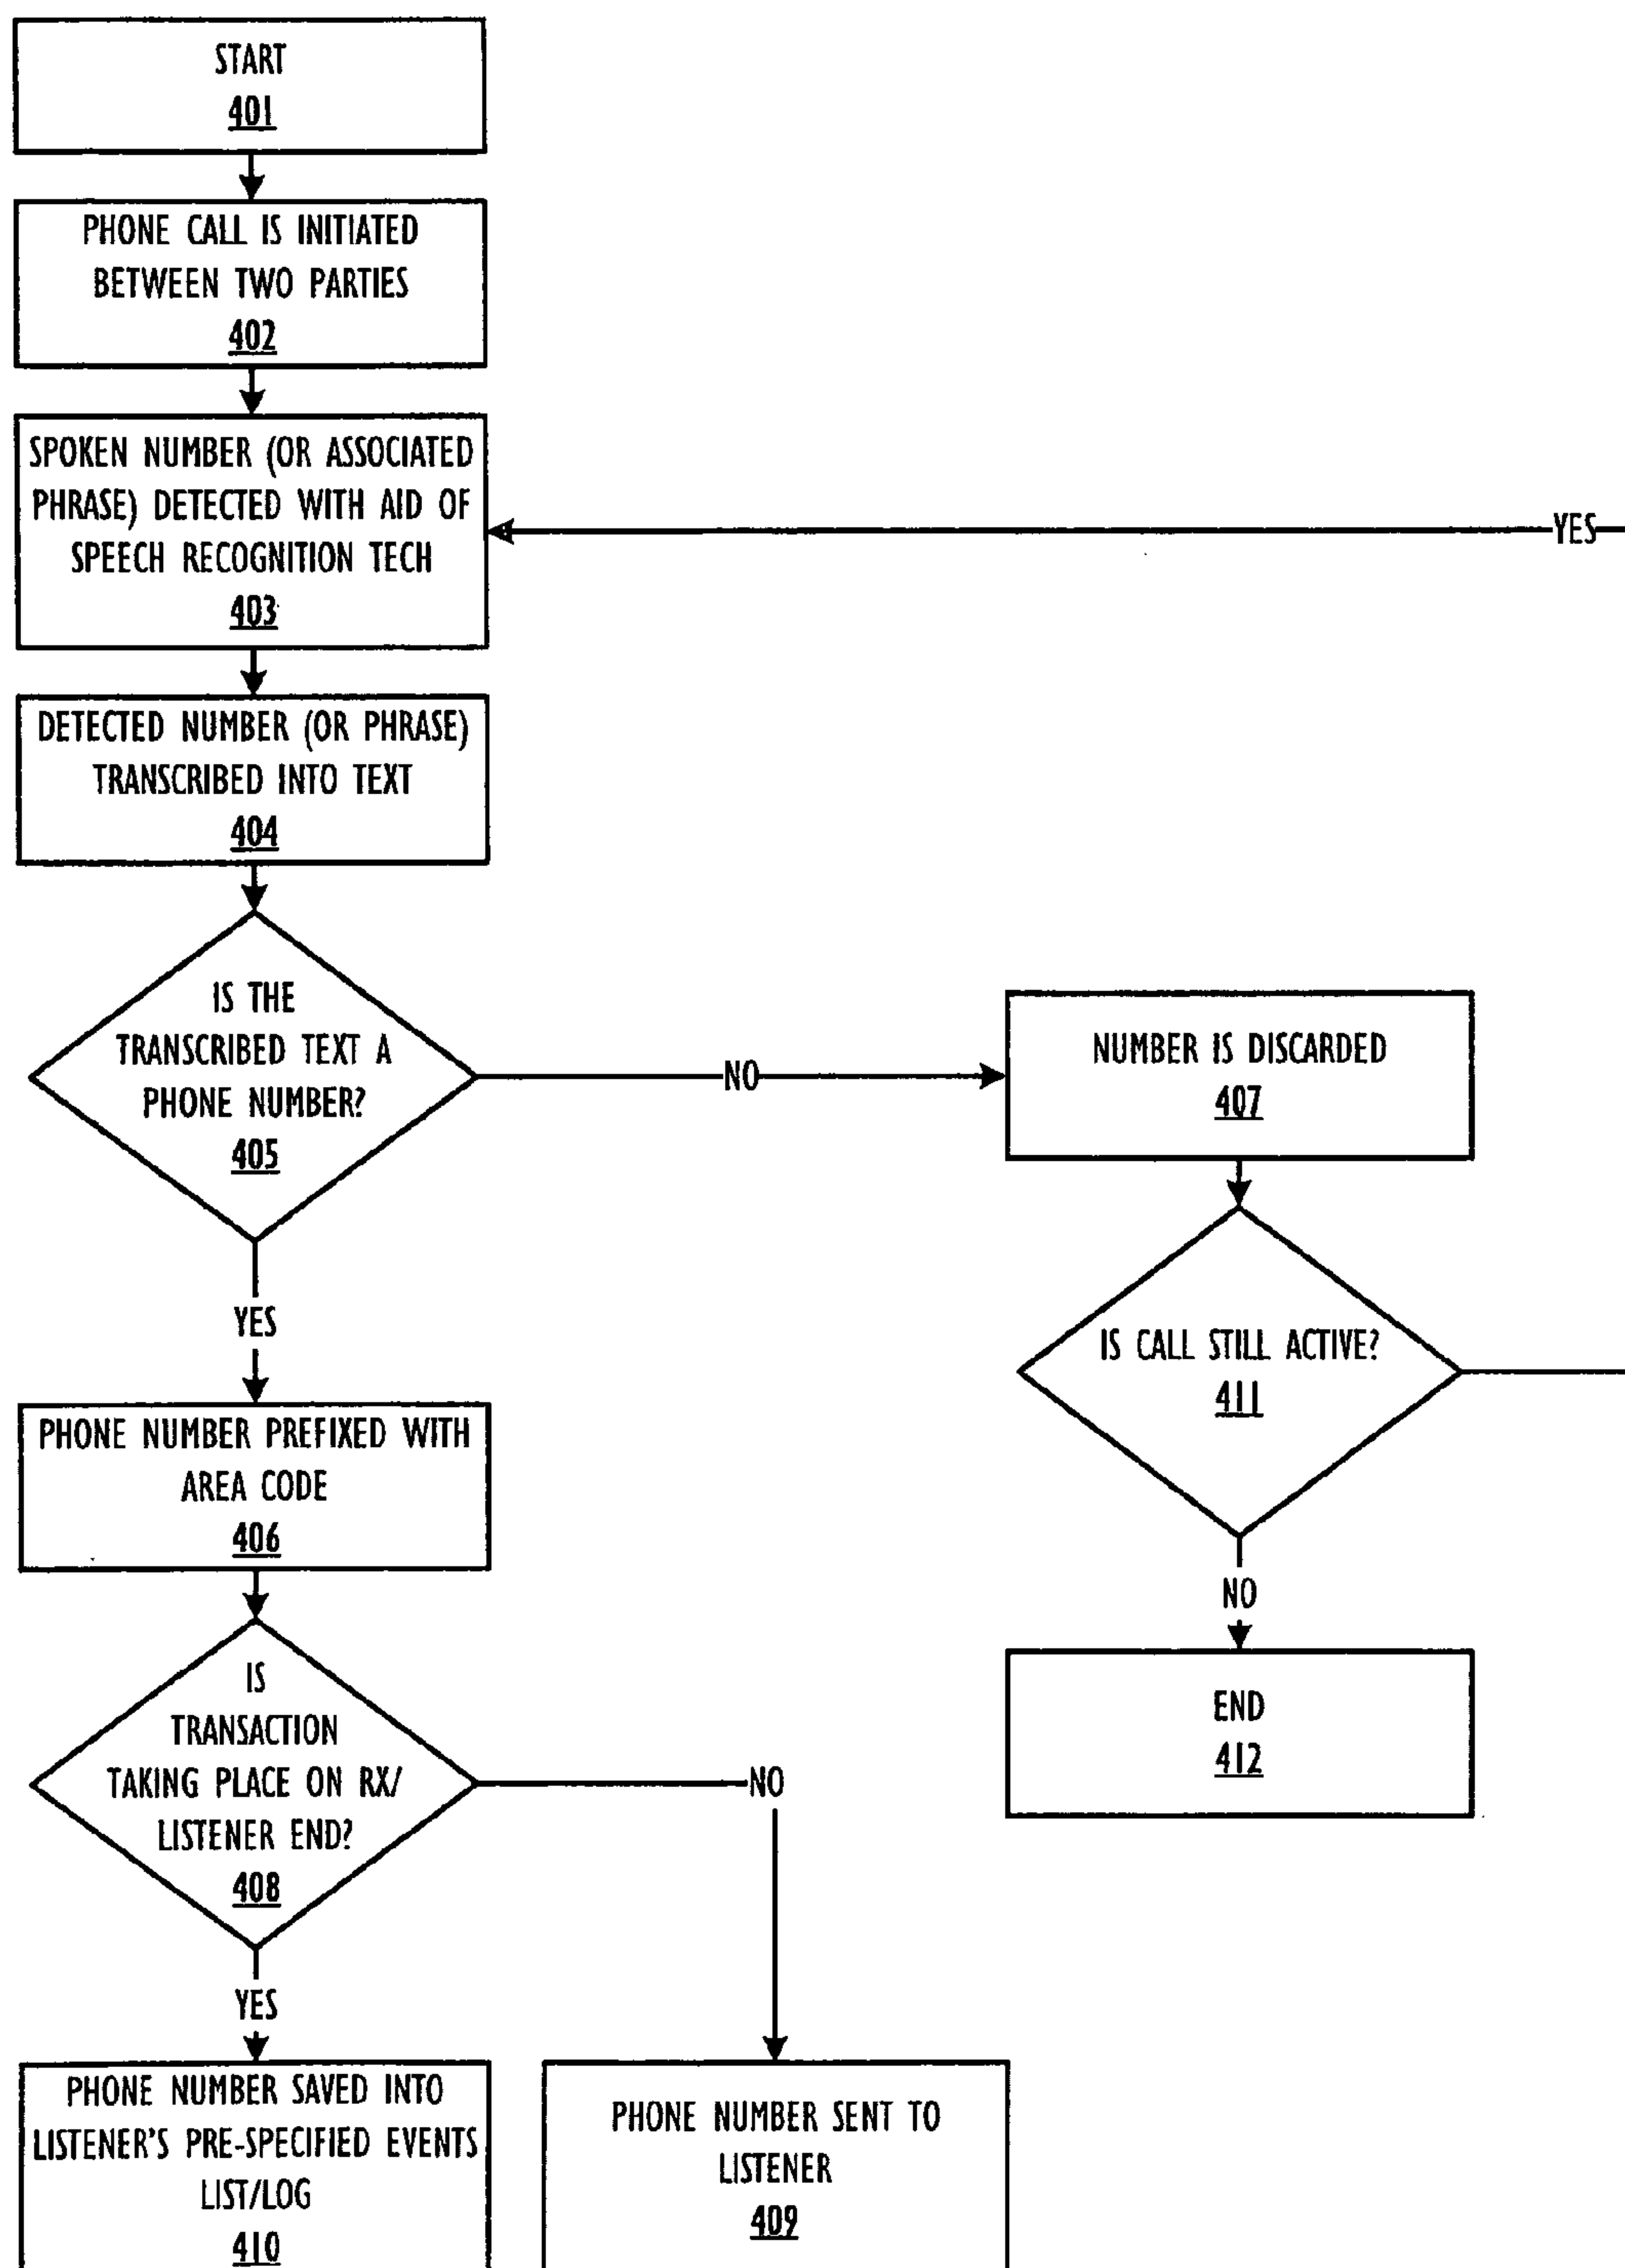 START
401
PHONE CALL IS INITIATED
BETWEEN TWO PARTIES
402
SPOKEN NUMBER (OR ASSOCIATED
PHRASE) DETECTED WITH AID OF
SPEECH RECOGNITION TECH
403
YES
DETECTED NUMBER (OR PHRASE)
TRANSCRIBED INTO TEXT
404
IS THE
TRANSCRIBED TEXT A
PHONE NUMBER?
405
NO
NUMBER IS DISCARDED
407
YES
IS CALL STILL ACTIVE?
411
PHONE NUMBER PREFIXED WITH
AREA CODE
406
NO
END
412
IS
TRANSACTION
TAKING PLACE ON RX/
LISTENER END?
408
NO
YES
PHONE NUMBER SAVED INTO
LISTENER'S PRE-SPECIFIED EVENTS
LIST/LOG
410
PHONE NUMBER SENT TO
LISTENER
409